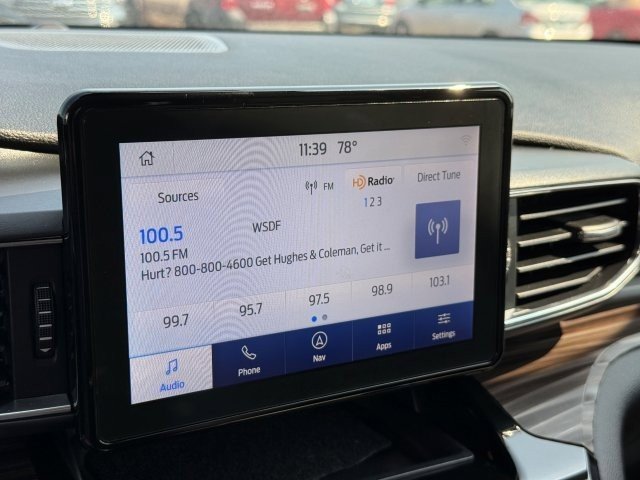 11:39 78°
Sources
FM
HD Radio
Direct Tune
1 2 3
100.5
WSDF
100.5 FM
Hurt? 800-800-4600 Get Hughes & Coleman, Get it ...
99.7 95.7 97.5 98.9 103.1
Audio Phone Nav Apps Settings